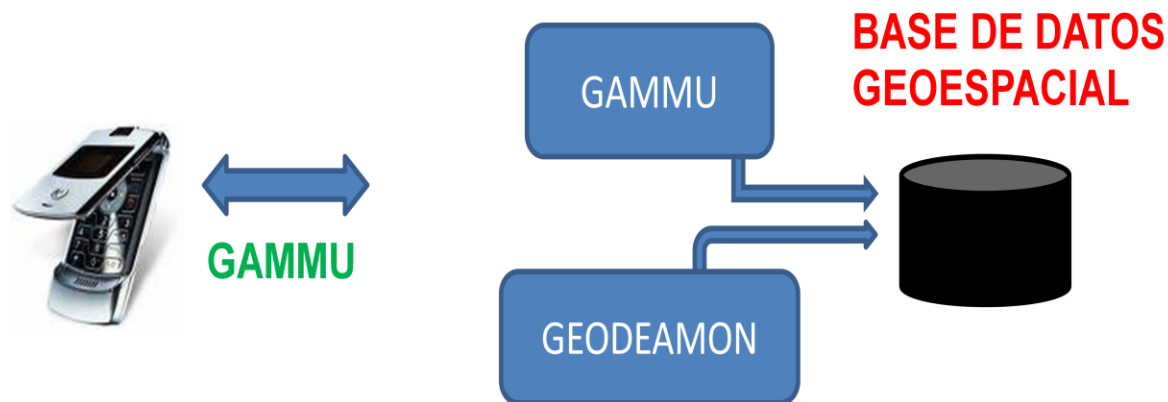 BASE DE DATOS
GEOESPACIAL
GAMMU
GAMMU
GEODEAMON